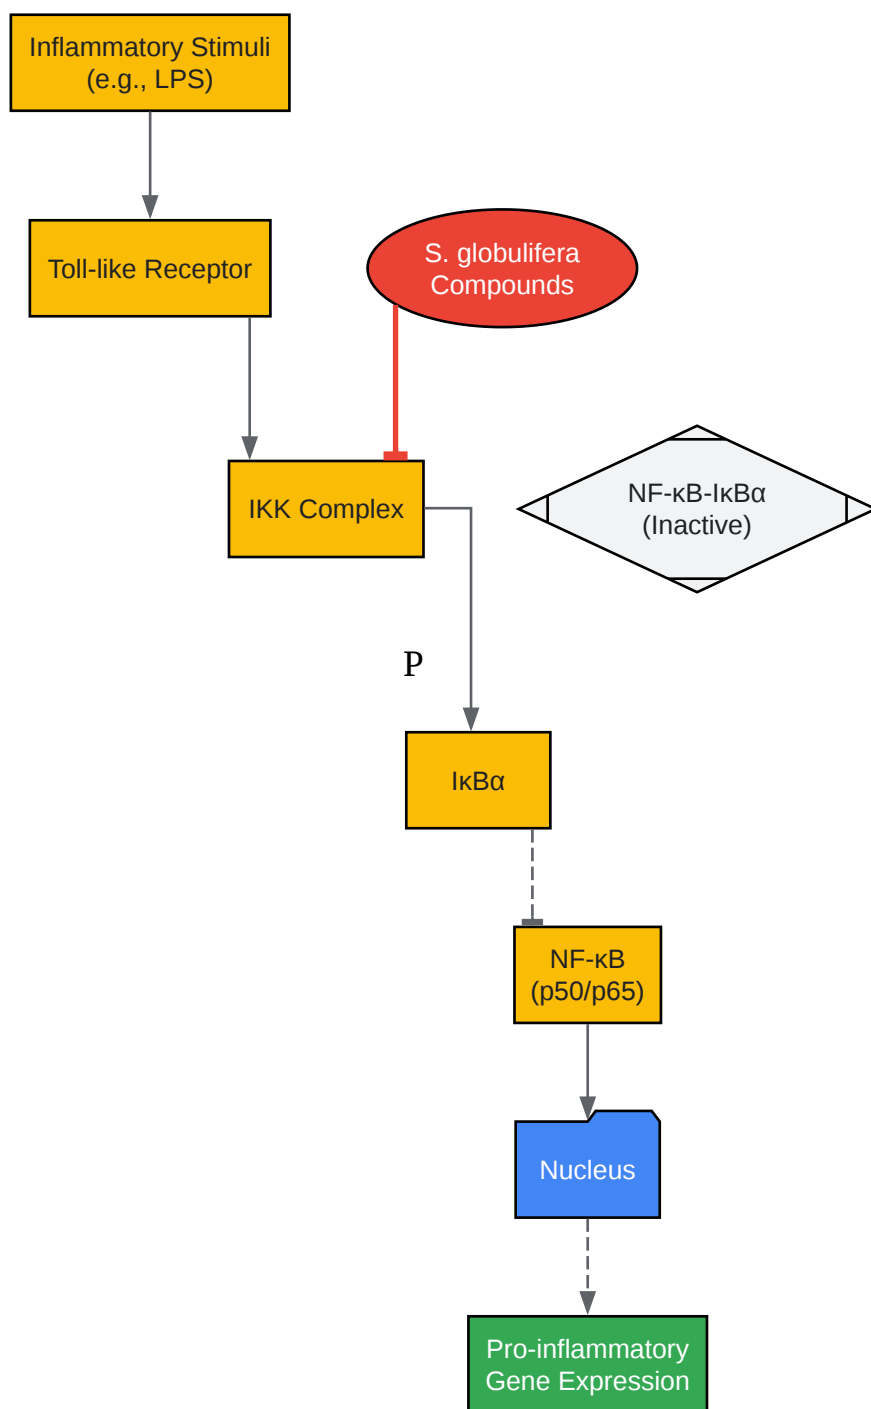 Inflammatory Stimuli
(e.g., LPS)
Toll-like Receptor
S. globulifera
Compounds
IKK Complex
NF-κB-IκBα
(Inactive)
P
IκBα
NF-κB
(p50/p65)
Nucleus
Pro-inflammatory
Gene Expression